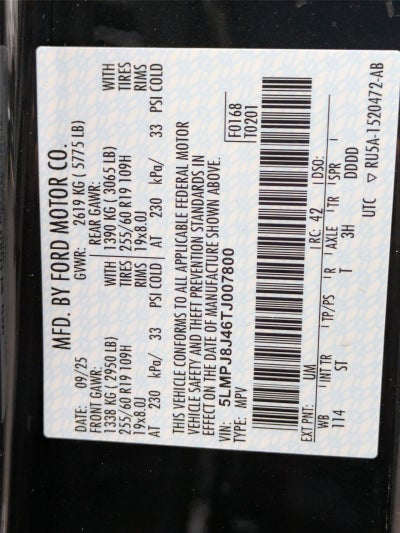 MFD. BY FORD MOTOR CO.
DATE: 09/25 GVWR: 2619 KG ( 5775 LB)
FRONT GAWR: REAR GAWR:
1338 KG ( 2950 LB) WITH 1390 KG ( 3065 LB) WITH
255/60 R19 109H TIRES 255/60 R19 109H TIRES
19x8.0J RIMS 19x8.0J RIMS
AT 230 kPa/ 33 PSI COLD AT 230 kPa/ 33 PSI COLD
THIS VEHICLE CONFORMS TO ALL APPLICABLE FEDERAL MOTOR
VEHICLE SAFETY AND THEFT PREVENTION STANDARDS IN
EFFECT ON THE DATE OF MANUFACTURE SHOWN ABOVE.
VIN: 5LMPJ8J46TJ007800
TYPE: MPV
F0168
T0201
EXT PNT: UM RC: 42 DSO:
WB INT TR TP/PS R AXLE TR SPR
114 ST T 3H DDDD
UTC ▽ RU5A-1520472-AB